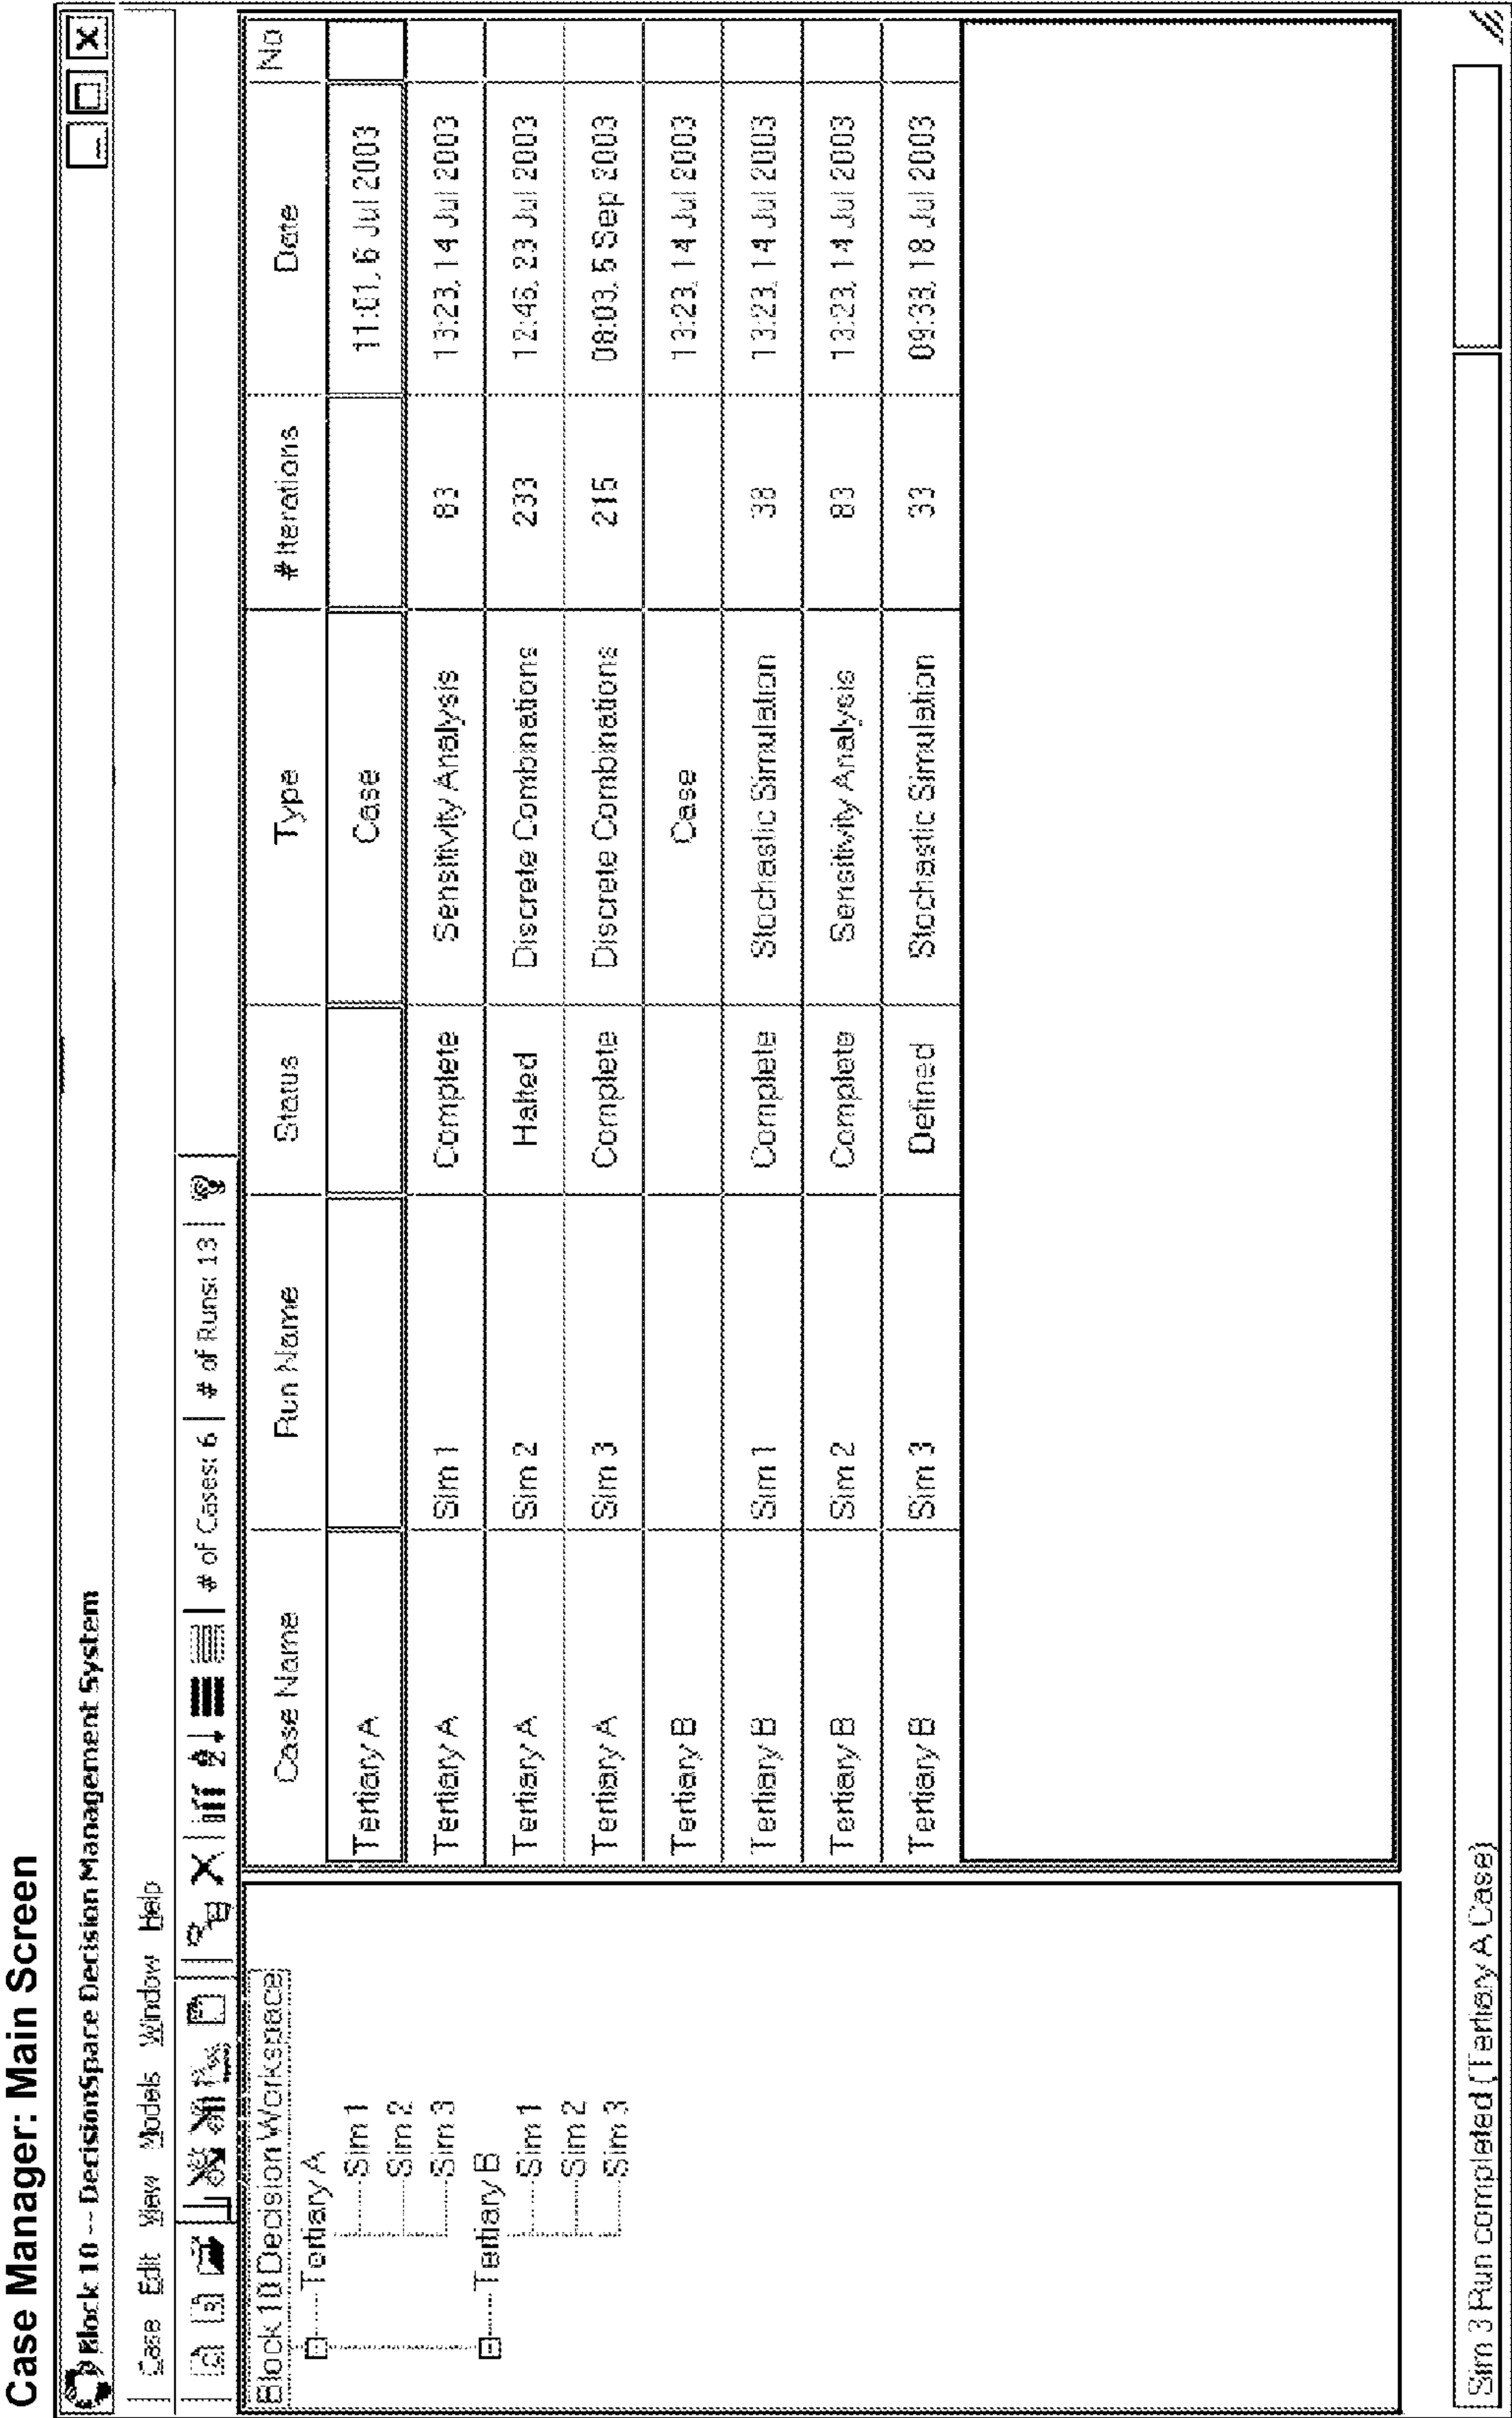 Case Manager: Main Screen
Block 10 -- DecisionSpace Decision Management System
Case Edit View Models Window Help
# of Cases: 6 # of Runs: 13
Block 10 Decision Workspace
Tertiary A
Sim 1
Sim 2
Sim 3
Tertiary B
Sim 1
Sim 2
Sim 3
Case Name Run Name Status Type # Iterations Date No
Tertiary A Case 11:01, 6 Jul 2003
Tertiary A Sim 1 Complete Sensitivity Analysis 83 13:23, 14 Jul 2003
Tertiary A Sim 2 Halted Discrete Combinations 233 12:46, 23 Jul 2003
Tertiary A Sim 3 Complete Discrete Combinations 215 08:03, 5 Sep 2003
Tertiary B Case 13:23, 14 Jul 2003
Tertiary B Sim 1 Complete Stochastic Simulation 38 13:23, 14 Jul 2003
Tertiary B Sim 2 Complete Sensitivity Analysis 83 13:23, 14 Jul 2003
Tertiary B Sim 3 Defined Stochastic Simulation 33 09:38, 18 Jul 2003
Sim 3 Run completed (Tertiary A Case)